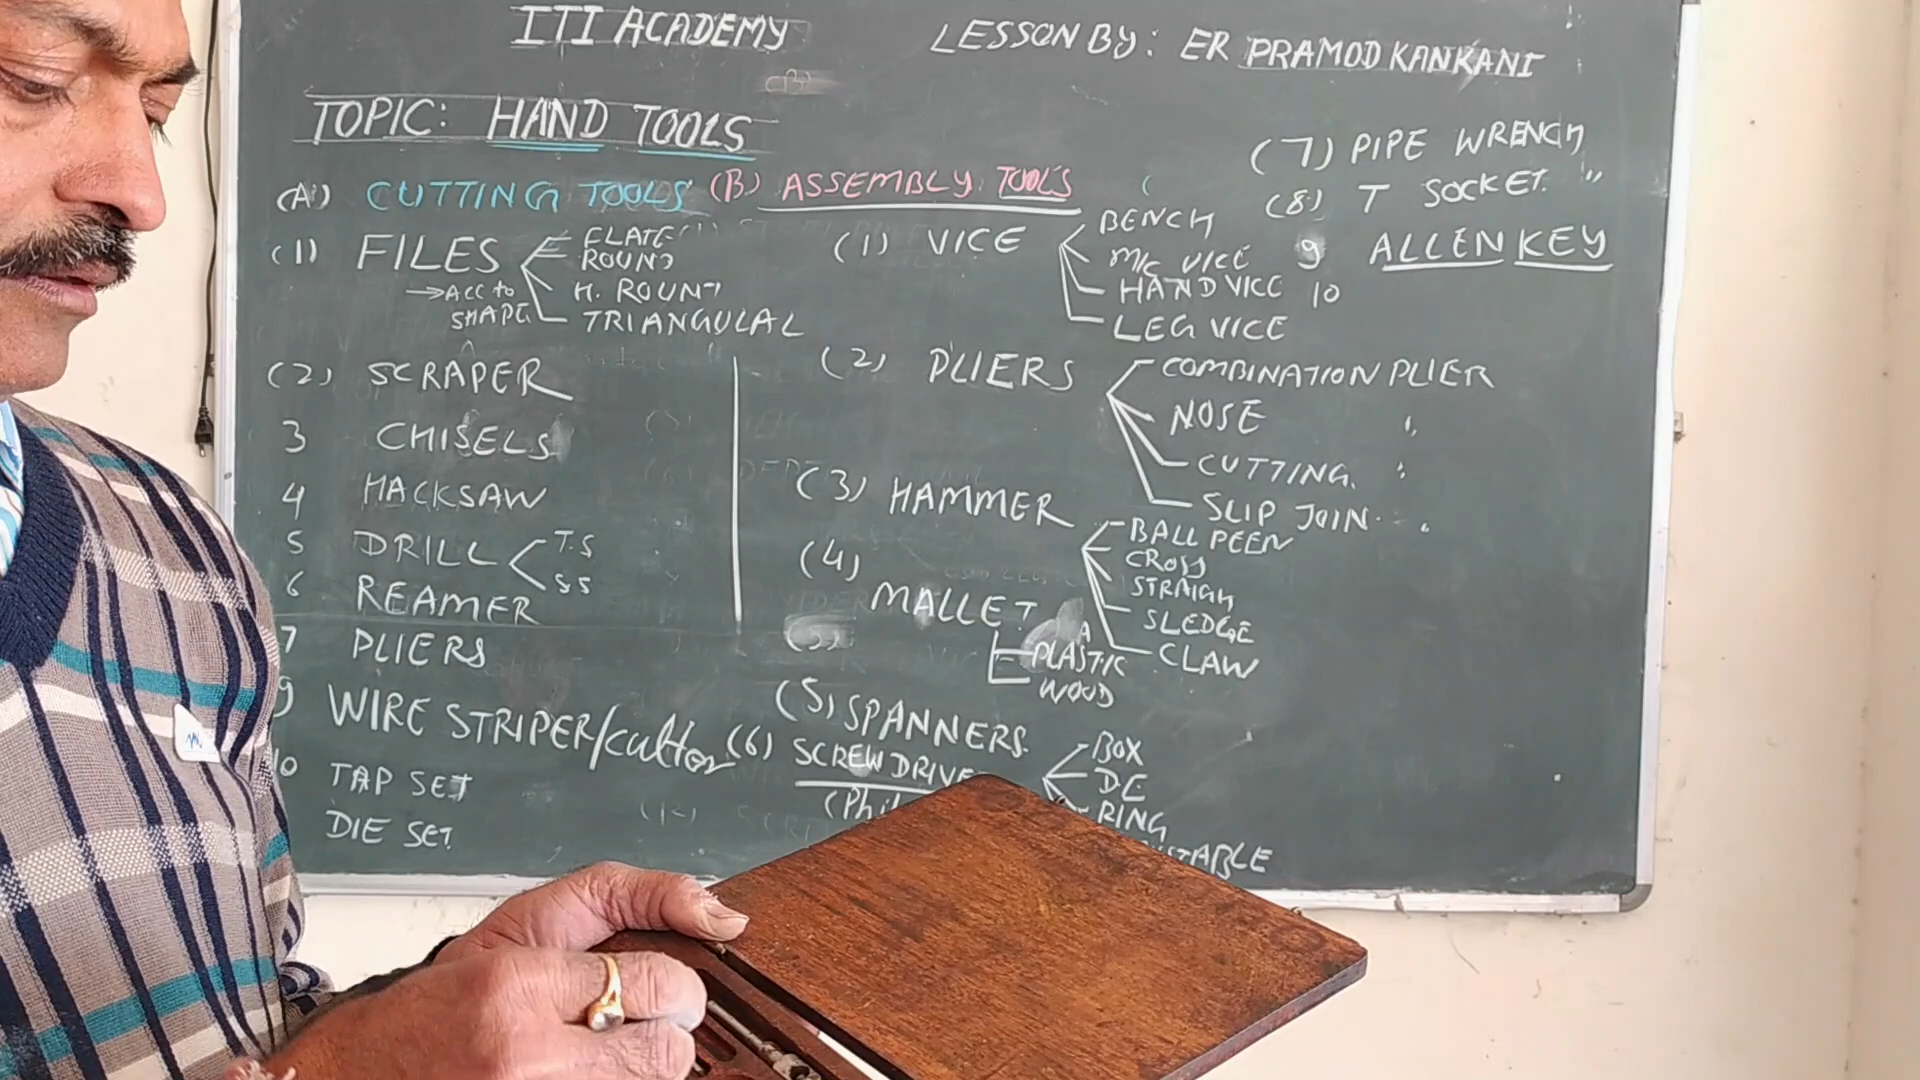 ITI ACADEMY
LESSON BY: ER PRAMOD KANKANI
TOPIC: HAND TOOLS
(A) CUTTING TOOLS
(1) FILES
FLATE
ROUND
→ACC to
SHAPE
H. ROUND
TRIANGULAL
(2) SCRAPER
3 CHISELS
4 HACKSAW
5 DRILL
T.S
SS
6 REAMER
7 PLIERS
9 WIRE STRIPER/cutter
10 TAP SET
DIE SET
(B) ASSEMBLY TOOLS
(1) VICE
BENCH
M/C VICE
HAND VICE
LEG VICE
(2) PLIERS
COMBINATION PLIER
NOSE "
CUTTING "
SLIP JOIN "
(3) HAMMER
BALL PEEN
CROSS
STRAIGH
SLEDGE
CLAW
(4) MALLET
PLASTIC
WOOD
(5) SPANNERS
BOX
D.E
RING
STABLE
(6) SCREW DRIVE
(Phil
(7) PIPE WRENCH
(8) T SOCKET "
9 ALLEN KEY
10